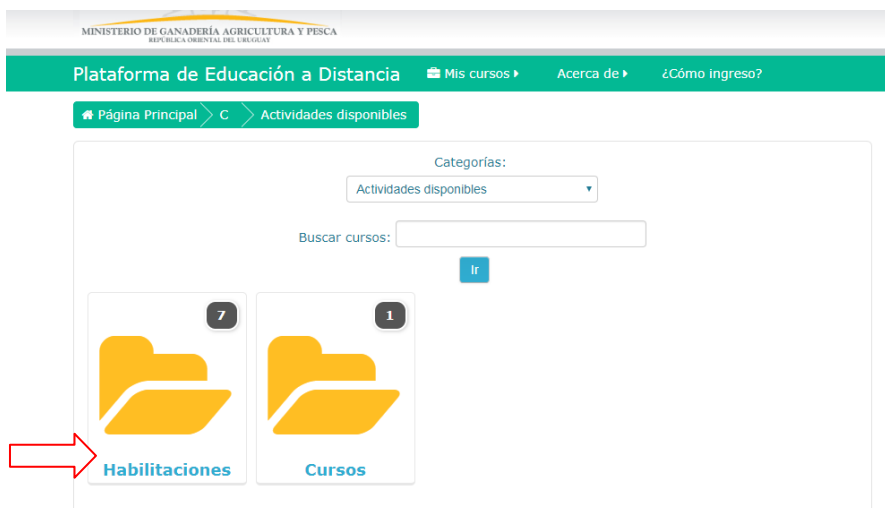 MINISTERIO DE GANADERÍA AGRICULTURA Y PESCA
REPÚBLICA ORIENTAL DEL URUGUAY
Plataforma de Educación a Distancia Mis cursos Acerca de ¿Cómo ingreso?
Página Principal C Actividades disponibles
Categorías:
Actividades disponibles
Buscar cursos:
Ir
7 1
Habilitaciones Cursos